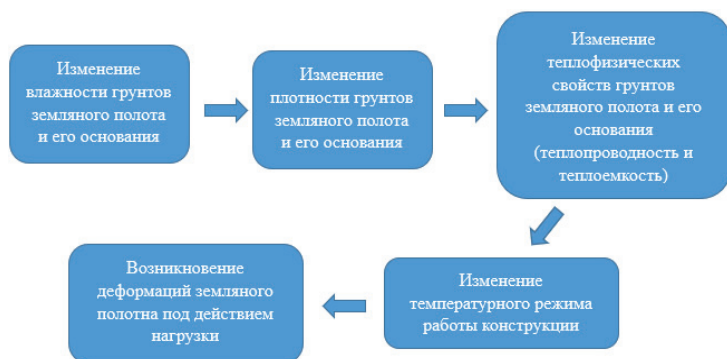 Изменение
влажности грунтов
земляного полота
и его основания
Изменение
плотности грунтов
земляного полота
и его основания
Изменение
теплофизических
свойств грунтов
земляного полота и его
основания
(теплопроводность и
теплоемкость)
Изменение
температурного режима
работы конструкции
Возникновение
деформаций земляного
полотна под действием
нагрузки